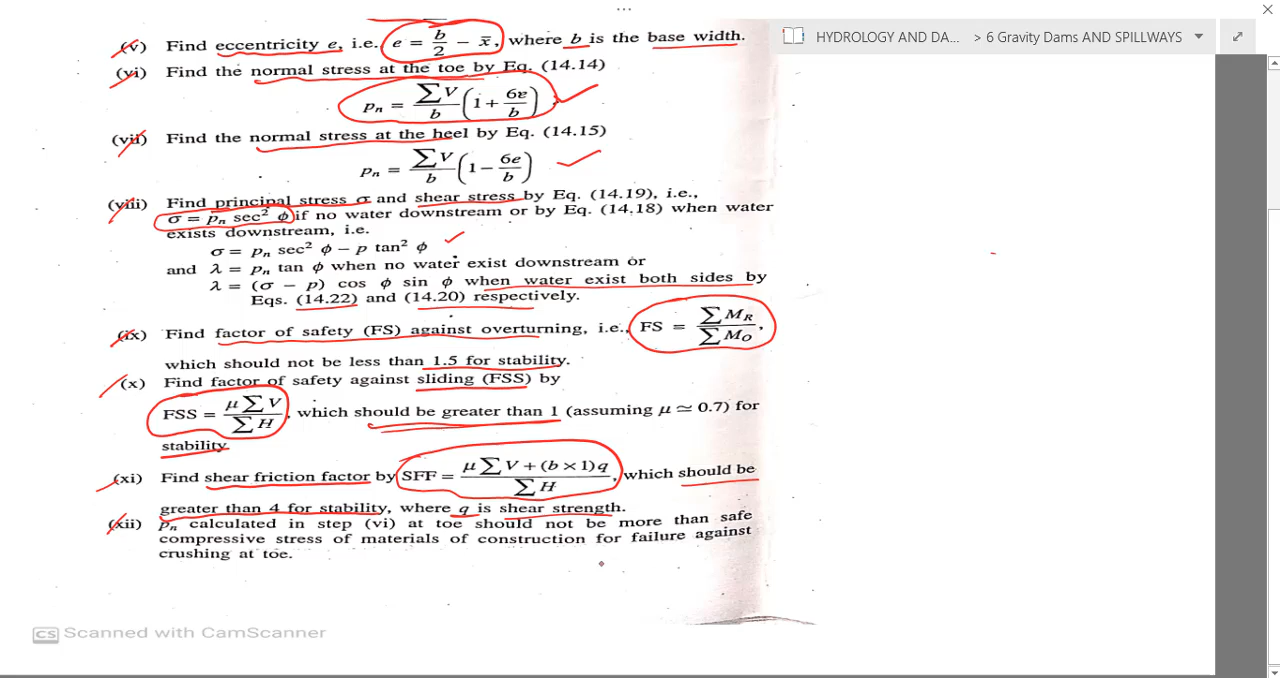 HYDROLOGY AND DA... > 6 Gravity Dams AND SPILLWAYS
(v) Find eccentricity e, i.e., e = b/2 − x̄, where b is the base width.
(vi) Find the normal stress at the toe by Eq. (14.14)
pn = ∑V/b (1 + 6e/b)
(vii) Find the normal stress at the heel by Eq. (14.15)
pn = ∑V/b (1 − 6e/b)
(viii) Find principal stress σ and shear stress by Eq. (14.19), i.e.,
σ = pn sec² ϕ if no water downstream or by Eq. (14.18) when water
exists downstream, i.e.
σ = pn sec² ϕ − p tan² ϕ
and λ = pn tan ϕ when no water exist downstream or
λ = (σ − p) cos ϕ sin ϕ when water exist both sides by
Eqs. (14.22) and (14.20) respectively.
(ix) Find factor of safety (FS) against overturning, i.e., FS = ∑MR/∑MO,
which should not be less than 1.5 for stability.
(x) Find factor of safety against sliding (FSS) by
FSS = μ∑V/∑H, which should be greater than 1 (assuming μ ≃ 0.7) for
stability.
(xi) Find shear friction factor by SFF = μ∑V + (b × 1)q/∑H, which should be
greater than 4 for stability, where q is shear strength.
(xii) pn calculated in step (vi) at toe should not be more than safe
compressive stress of materials of construction for failure against
crushing at toe.
CS Scanned with CamScanner